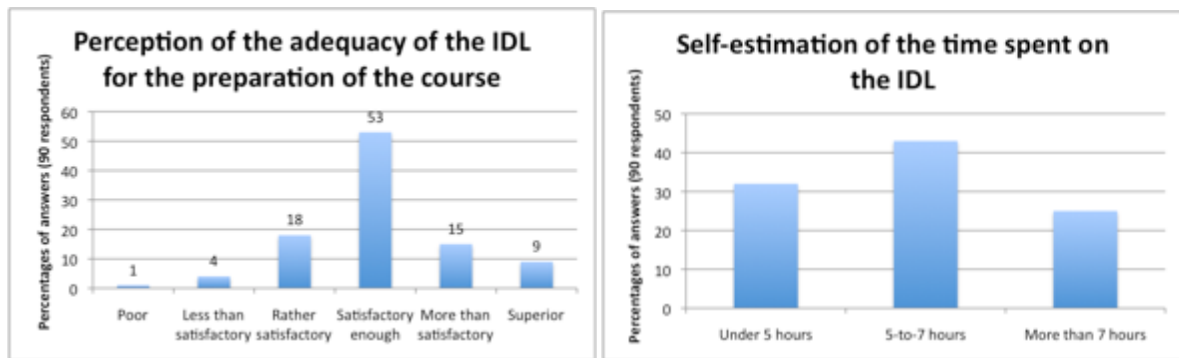 Perception of the adequacy of the IDL
for the preparation of the course
Percentages of answers (90 respondents)
60
50
40
30
20
10
0
1
4
18
53
15
9
Poor
Less than
satisfactory
Rather
satisfactory
Satisfactory
enough
More than
satisfactory
Superior
Self-estimation of the time spent on
the IDL
Percentages of answers (90 respondents)
50
40
30
20
10
0
Under 5 hours
5-to-7 hours
More than 7 hours